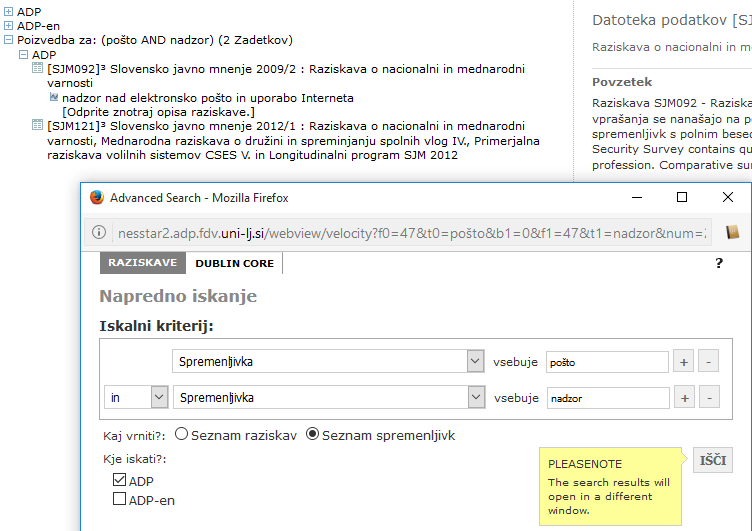 ADP
ADP-en
Poizvedba za: (pošto AND nadzor) (2 Zadetkov)
ADP
[SJM092]³ Slovensko javno mnenje 2009/2 : Raziskava o nacionalni in mednarodni
varnosti
nadzor nad elektronsko pošto in uporabo Interneta
[Odprite znotraj opisa raziskave.]
[SJM121]³ Slovensko javno mnenje 2012/1 : Raziskava o nacionalni in mednarodni
varnosti, Mednarodna raziskava o družini in spreminjanju spolnih vlog IV., Primerjalna
raziskava volilnih sistemov CSES V. in Longitudinalni program SJM 2012
Datoteka podatkov [SJ
Raziskava o nacionalni in m
Povzetek
Raziskava SJM092 - Raziska
vprašanja se nanašajo na p
spremenljivk s polnim besed
Security Survey contains qu
profession. Comparative su
Advanced Search - Mozilla Firefox
nesstar2.adp.fdv.uni-lj.si/webview/velocity?f0=47&t0=pošto&b1=0&f1=47&t1=nadzor&num=2
RAZISKAVE DUBLIN CORE ?
Napredno iskanje
Iskalni kriterij:
Spremenljivka vsebuje pošto + -
in Spremenljivka vsebuje nadzor + -
Kaj vrniti?: Seznam raziskav Seznam spremenljivk
Kje iskati?:
ADP
ADP-en
PLEASENOTE
The search results will
open in a different
window.
IŠČI